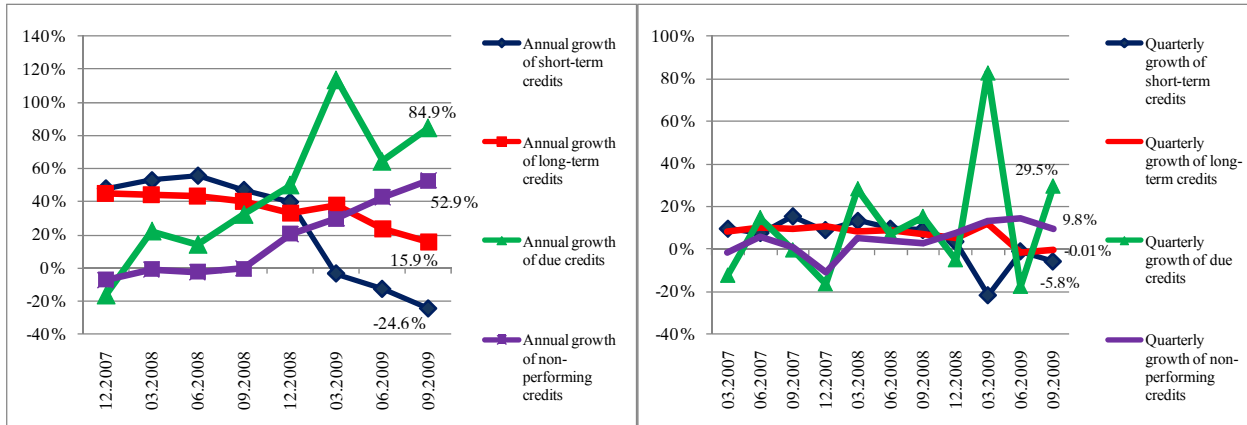 140%
120%
100%
80%
60%
40%
20%
0%
-20%
-40%
84.9%
52.9%
15.9%
-24.6%
12.2007
03.2008
06.2008
09.2008
12.2008
03.2009
06.2009
09.2009
Annual growth
of short-term
credits
Annual growth
of long-term
credits
Annual growth
of due credits
Annual growth
of non-
performing
credits
100%
80%
60%
40%
20%
0%
-20%
-40%
29.5%
9.8%
-0.01%
-5.8%
03.2007
06.2007
09.2007
12.2007
03.2008
06.2008
09.2008
12.2008
03.2009
06.2009
09.2009
Quarterly
growth of
short-term
credits
Quarterly
growth of long-
term credits
Quarterly
growth of due
credits
Quarterly
growth of non-
performing
credits